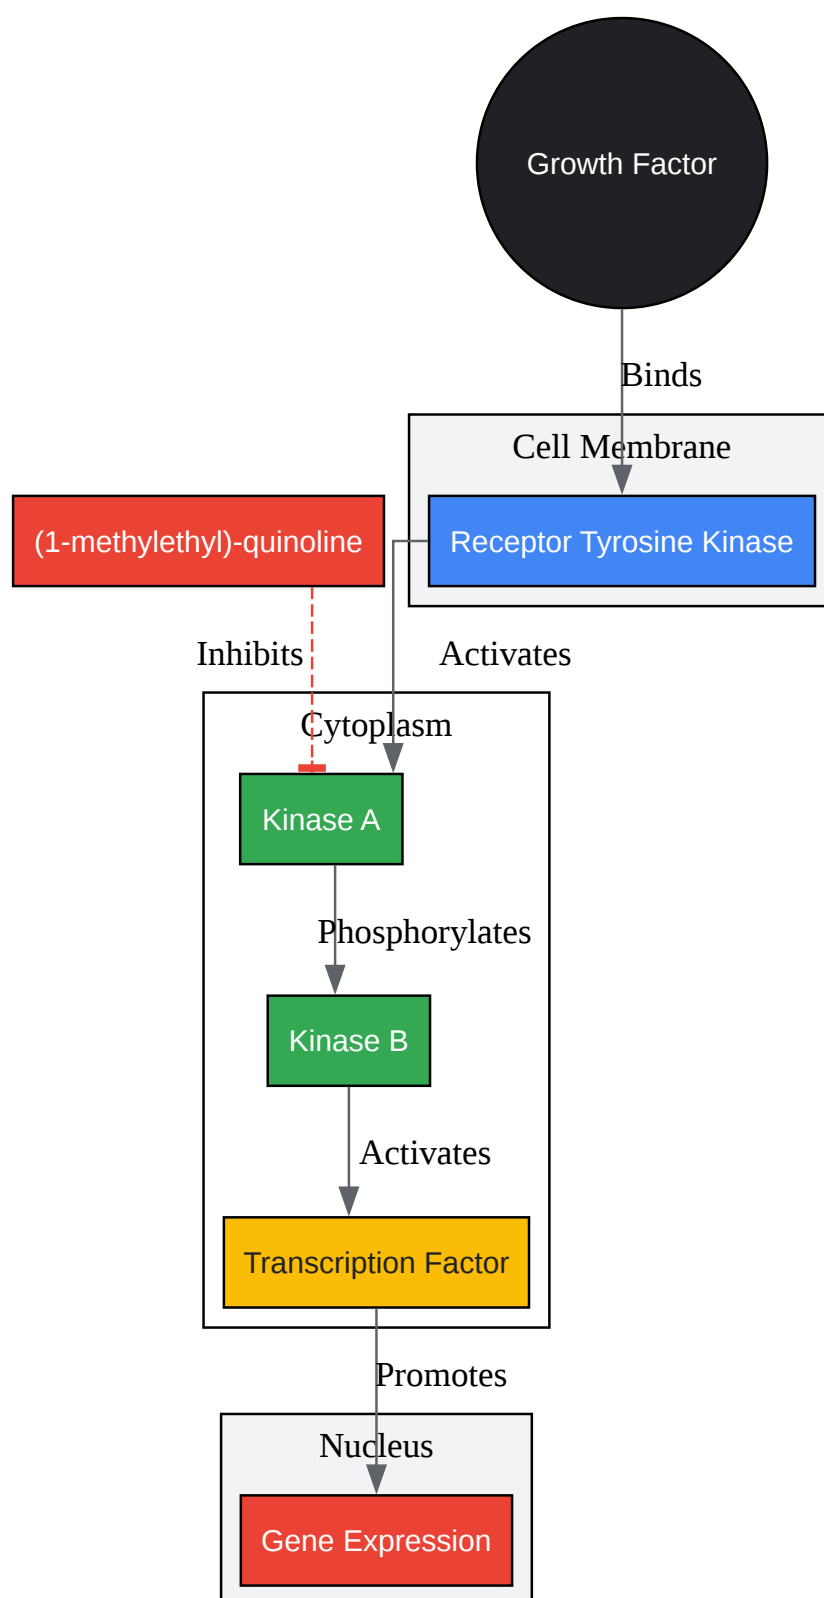 Growth Factor
Binds
Cell Membrane
(1-methylethyl)-quinoline
Receptor Tyrosine Kinase
Inhibits
Activates
Cytoplasm
Kinase A
Phosphorylates
Kinase B
Activates
Transcription Factor
Promotes
Nucleus
Gene Expression